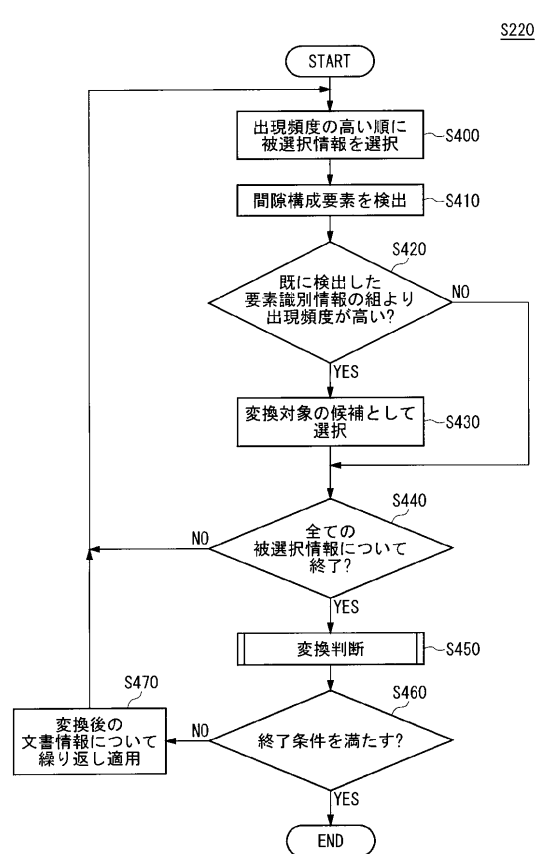 S220
START
出現頻度の高い順に
被選択情報を選択
S400
間隙構成要素を検出
S410
S420
既に検出した
要素識別情報の組より
出現頻度が高い?
NO
YES
変換対象の候補として
選択
S430
S440
全ての
被選択情報について
終了?
NO
YES
変換判断
S450
S460
終了条件を満たす?
NO
YES
S470
変換後の
文書情報について
繰り返し適用
END